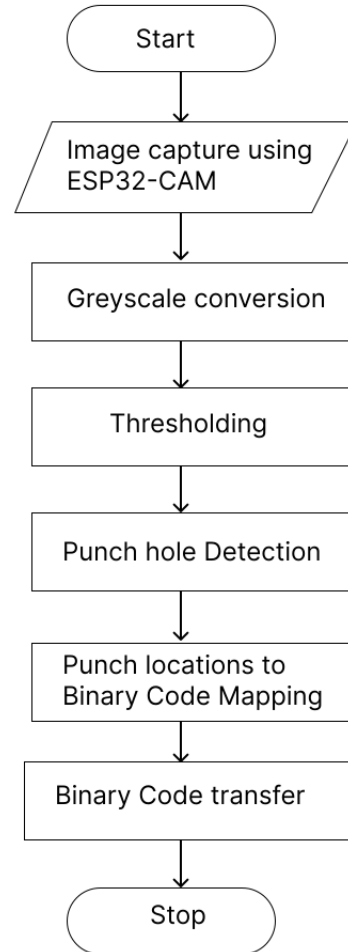 Start
Image capture using
ESP32-CAM
Greyscale conversion
Thresholding
Punch hole Detection
Punch locations to
Binary Code Mapping
Binary Code transfer
Stop